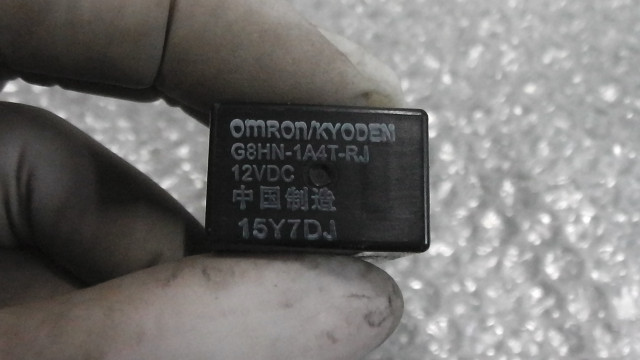 OMRON/KYODEN
G8HN-1A4T-RJ
12VDC
中国制造
15Y7DJ